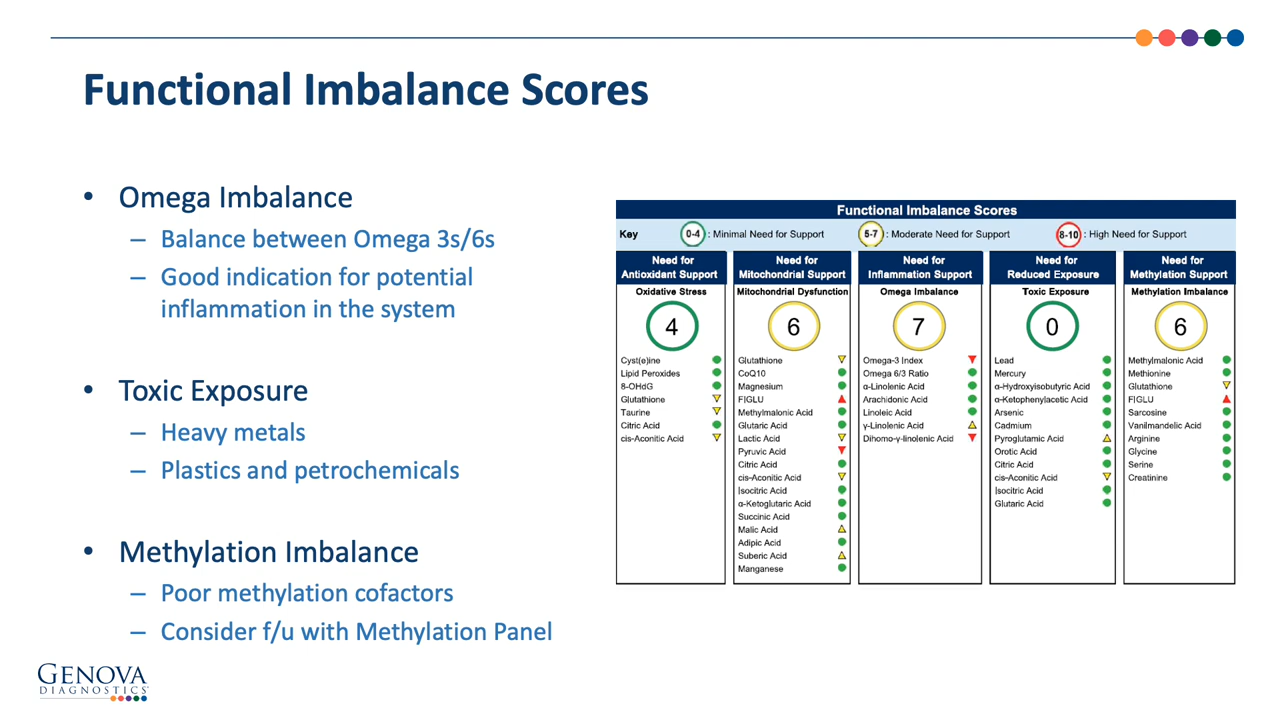 Functional Imbalance Scores
• Omega Imbalance
– Balance between Omega 3s/6s
– Good indication for potential
inflammation in the system
• Toxic Exposure
– Heavy metals
– Plastics and petrochemicals
• Methylation Imbalance
– Poor methylation cofactors
– Consider f/u with Methylation Panel
Functional Imbalance Scores
Key 0-4 : Minimal Need for Support 5-7 : Moderate Need for Support 8-10 : High Need for Support
Need for
Antioxidant Support
Oxidative Stress
4
Cyst(e)ine
Lipid Peroxides
8-OHdG
Glutathione
Taurine
Citric Acid
cis-Aconitic Acid
Need for
Mitochondrial Support
Mitochondrial Dysfunction
6
Glutathione
CoQ10
Magnesium
FIGLU
Methylmalonic Acid
Glutaric Acid
Lactic Acid
Pyruvic Acid
Citric Acid
cis-Aconitic Acid
Isocitric Acid
α-Ketoglutaric Acid
Succinic Acid
Malic Acid
Adipic Acid
Suberic Acid
Manganese
Need for
Inflammation Support
Omega Imbalance
7
Omega-3 Index
Omega 6/3 Ratio
α-Linolenic Acid
Arachidonic Acid
Linoleic Acid
γ-Linolenic Acid
Dihomo-γ-linolenic Acid
Need for
Reduced Exposure
Toxic Exposure
0
Lead
Mercury
α-Hydroxyisobutyric Acid
α-Ketophenylacetic Acid
Arsenic
Cadmium
Pyroglutamic Acid
Orotic Acid
Citric Acid
cis-Aconitic Acid
Isocitric Acid
Glutaric Acid
Need for
Methylation Support
Methylation Imbalance
6
Methylmalonic Acid
Methionine
Glutathione
FIGLU
Sarcosine
Vanilmandelic Acid
Arginine
Glycine
Serine
Creatinine
GENOVA
DIAGNOSTICS